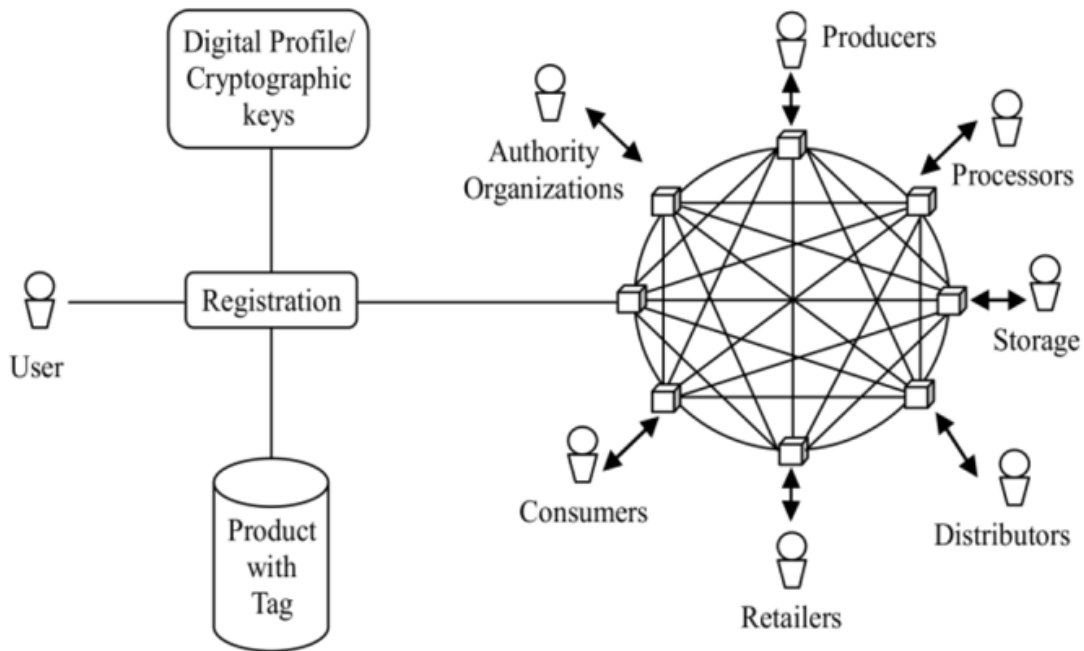 Digital Profile/
Cryptographic
keys
Registration
User
Product
with
Tag
Producers
Authority
Organizations
Processors
Storage
Consumers
Distributors
Retailers